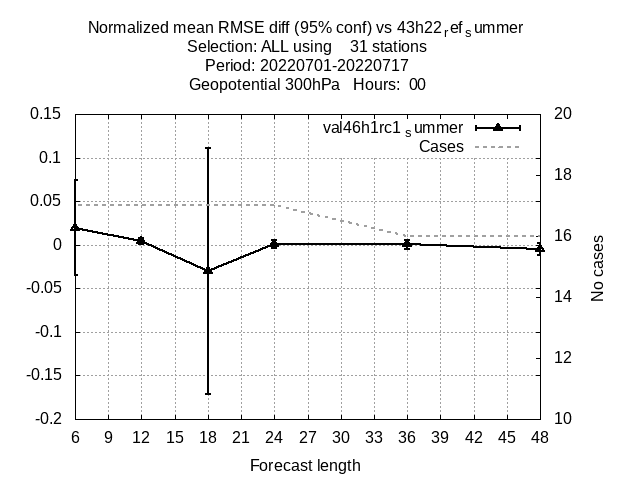 Normalized mean RMSE diff (95% conf) vs 43h22refsummer
Selection: ALL using 31 stations
Period: 20220701-20220717
Geopotential 300hPa Hours: 00
val46h1rc1summer
Cases
0.15
0.1
0.05
0
-0.05
-0.1
-0.15
-0.2
20
18
16
14
12
10
No cases
6 9 12 15 18 21 24 27 30 33 36 39 42 45 48
Forecast length